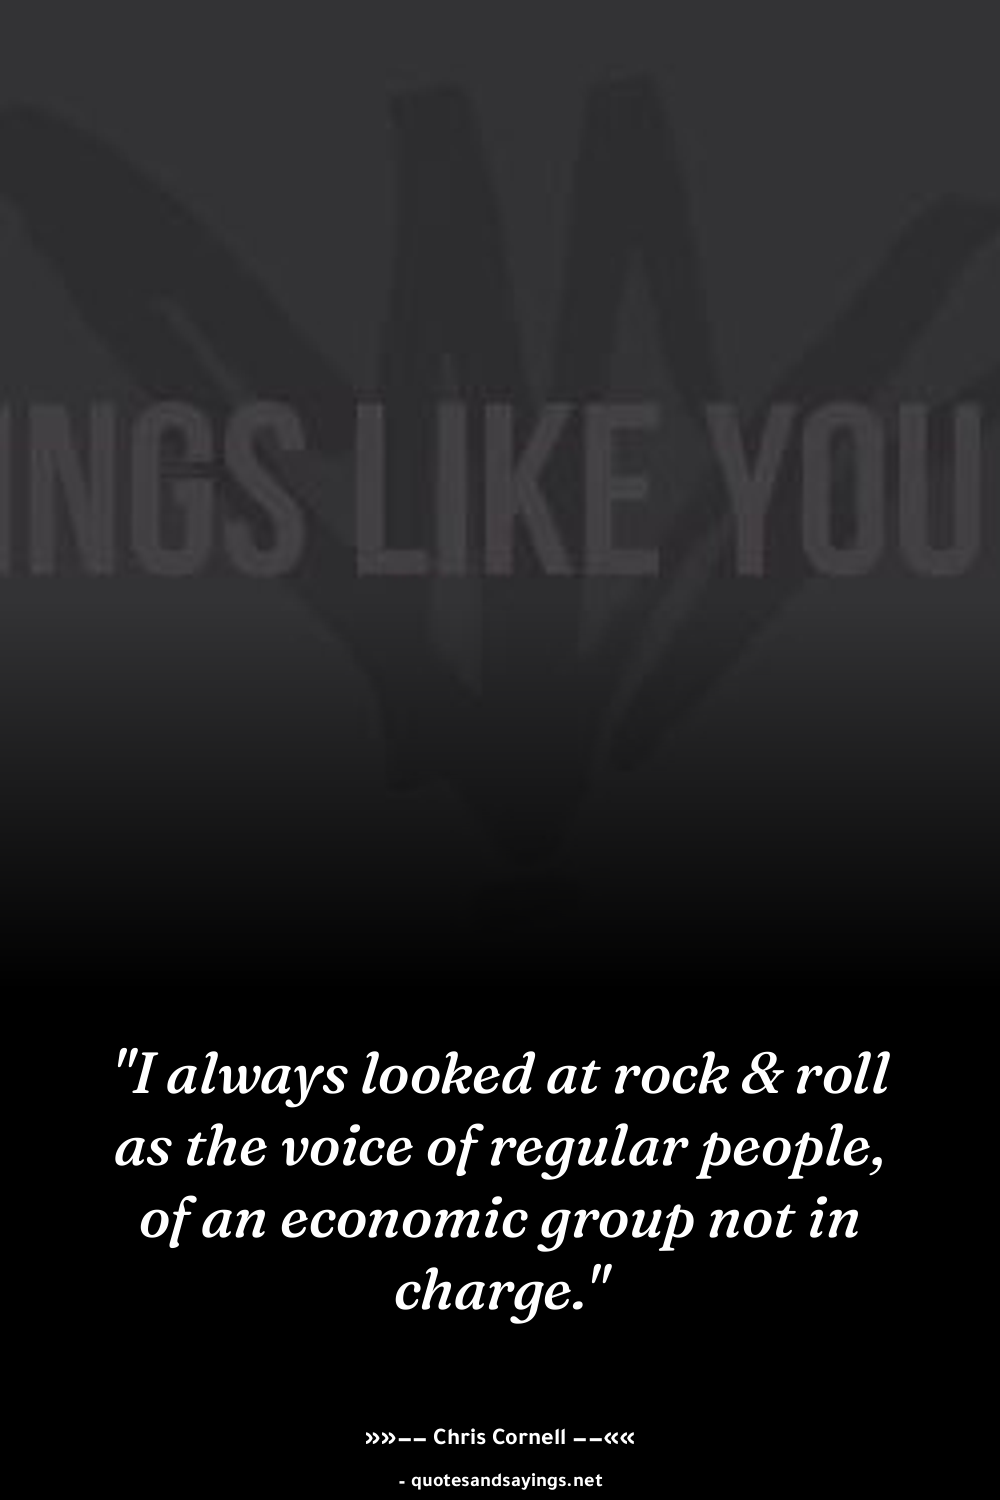 INGS LIKE YOU
"I always looked at rock & roll
as the voice of regular people,
of an economic group not in
charge."
»»−− Chris Cornell −−««
- quotesandsayings.net